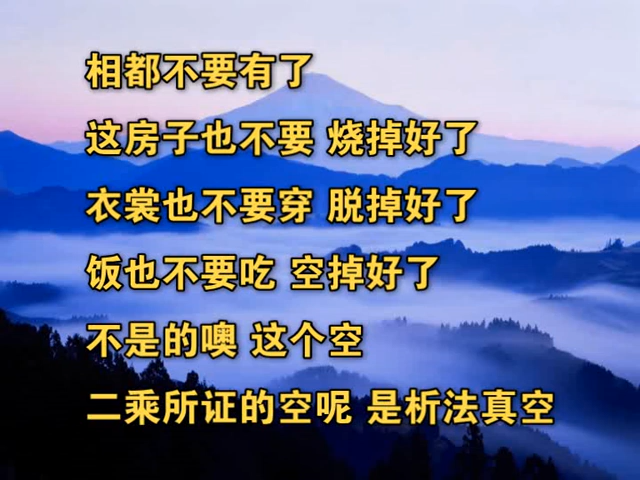 相都不要有了
这房子也不要 烧掉好了
衣裳也不要穿 脱掉好了
饭也不要吃 空掉好了
不是的噢 这个空
二乘所证的空呢 是析法真空